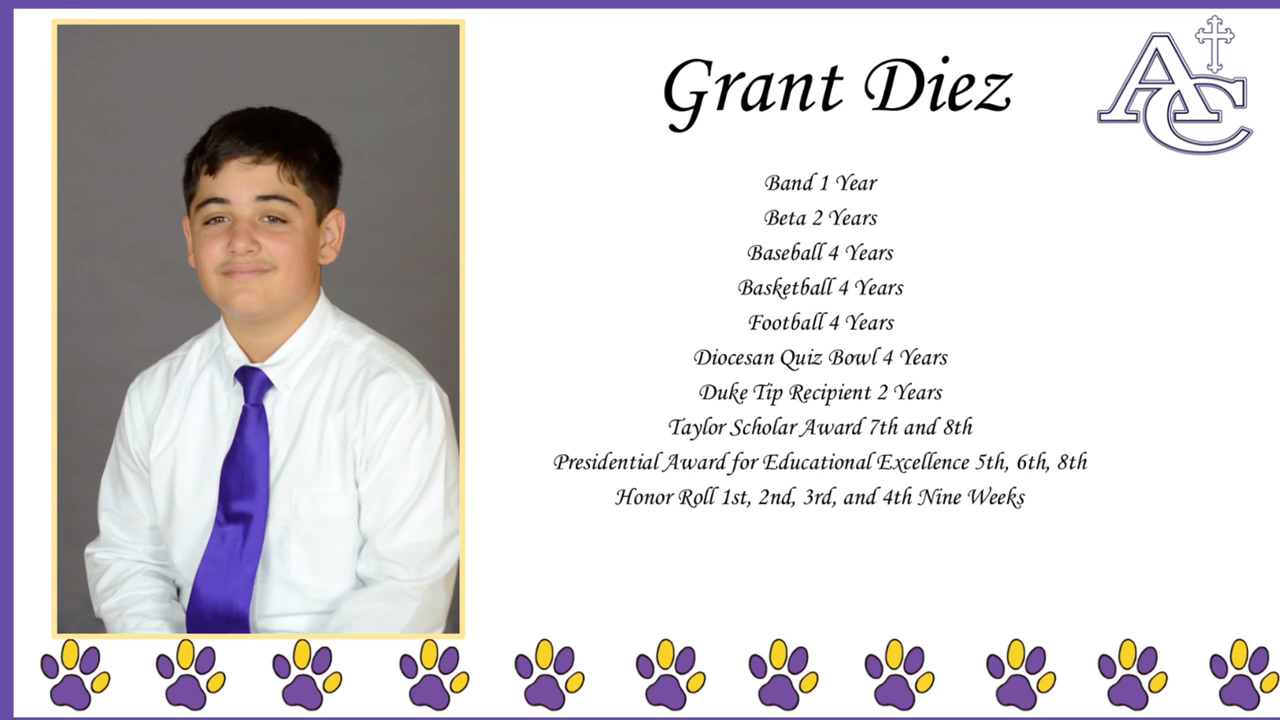 Grant Diez
AC
Band 1 Year
Beta 2 Years
Baseball 4 Years
Basketball 4 Years
Football 4 Years
Diocesan Quiz Bowl 4 Years
Duke Tip Recipient 2 Years
Taylor Scholar Award 7th and 8th
Presidential Award for Educational Excellence 5th, 6th, 8th
Honor Roll 1st, 2nd, 3rd, and 4th Nine Weeks